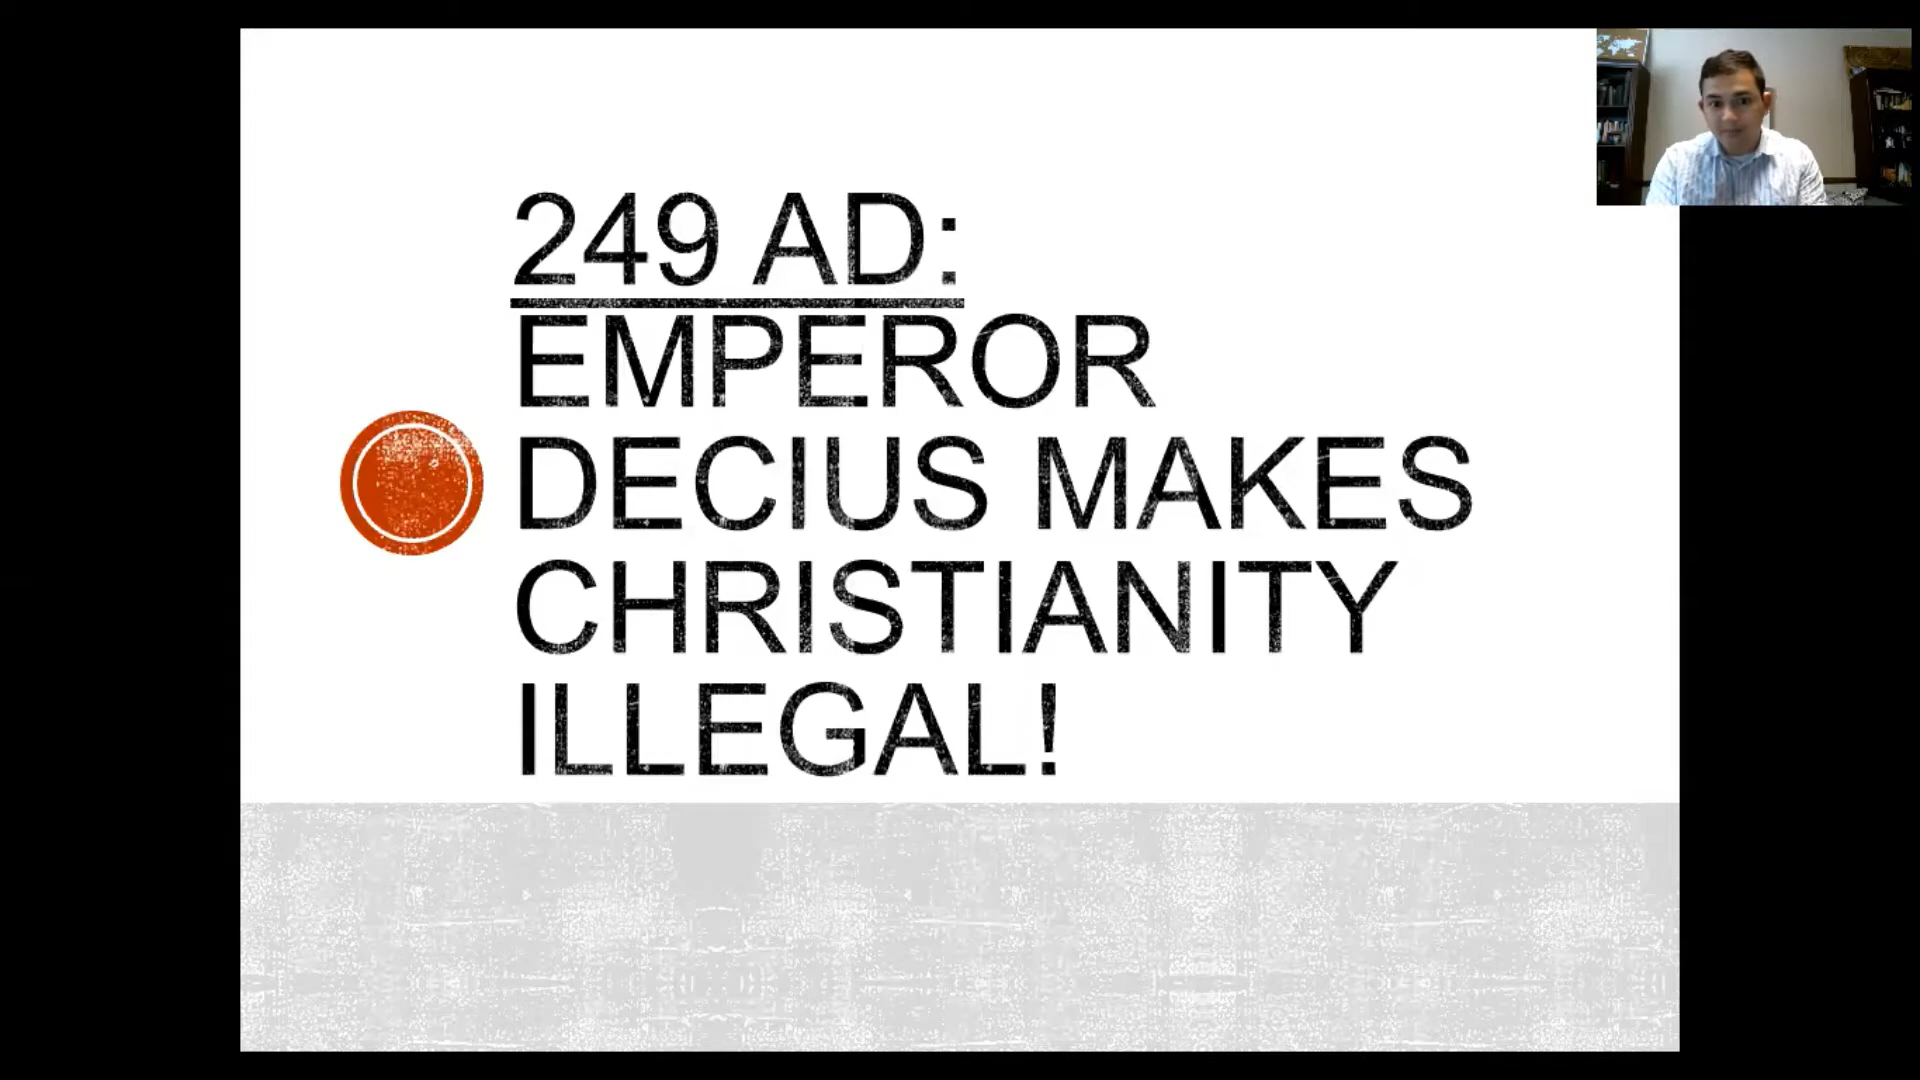 249 AD:
EMPEROR
DECIUS MAKES
CHRISTIANITY
ILLEGAL!